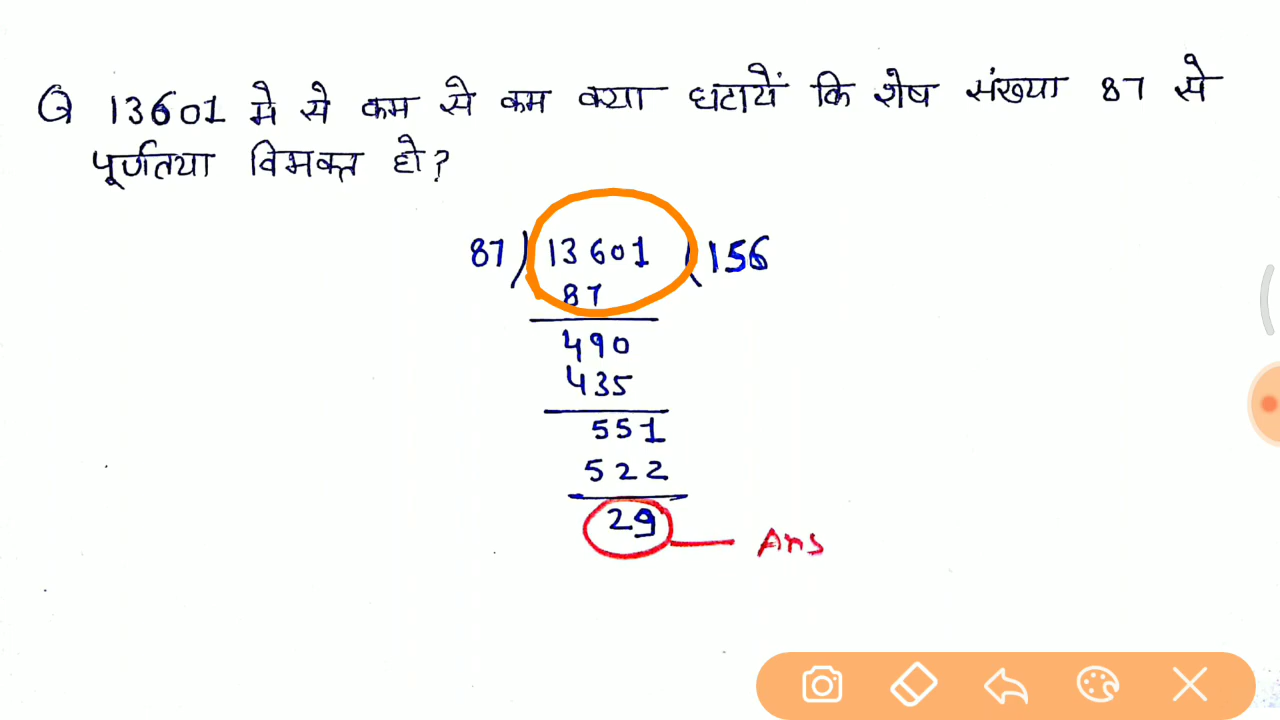 Q 13601 मे से कम से कम क्या घटायें कि शेष संख्या 87 से
पूर्णतया विभक्त हो?
87 ) 13601 ( 156
87
490
435
551
522
29 Ans